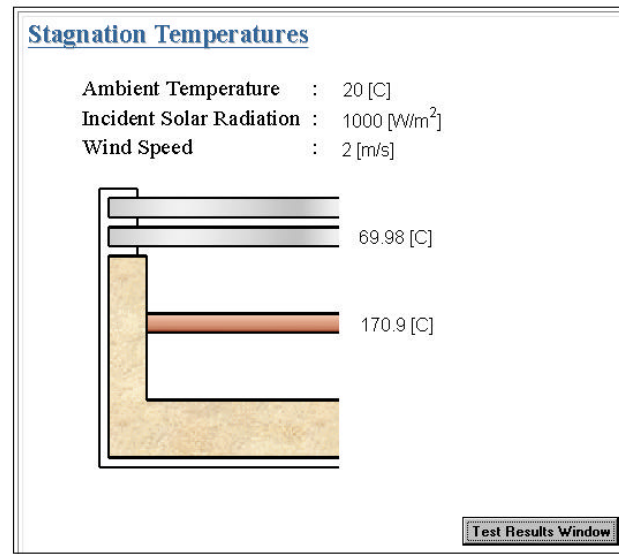 Stagnation Temperatures
Ambient Temperature : 20 [C]
Incident Solar Radiation : 1000 [W/m²]
Wind Speed : 2 [m/s]
69.98 [C]
170.9 [C]
Test Results Window